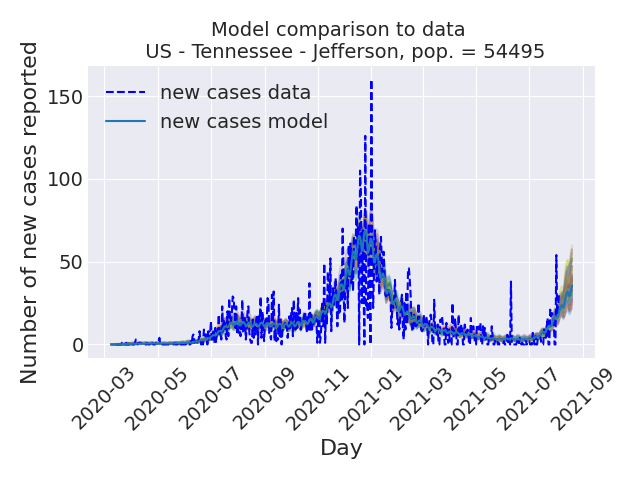 Model comparison to data
US - Tennessee - Jefferson, pop. = 54495
Number of new cases reported
150
100
50
0
new cases data
new cases model
2020-03
2020-05
2020-07
2020-09
2020-11
2021-01
2021-03
2021-05
2021-07
2021-09
Day